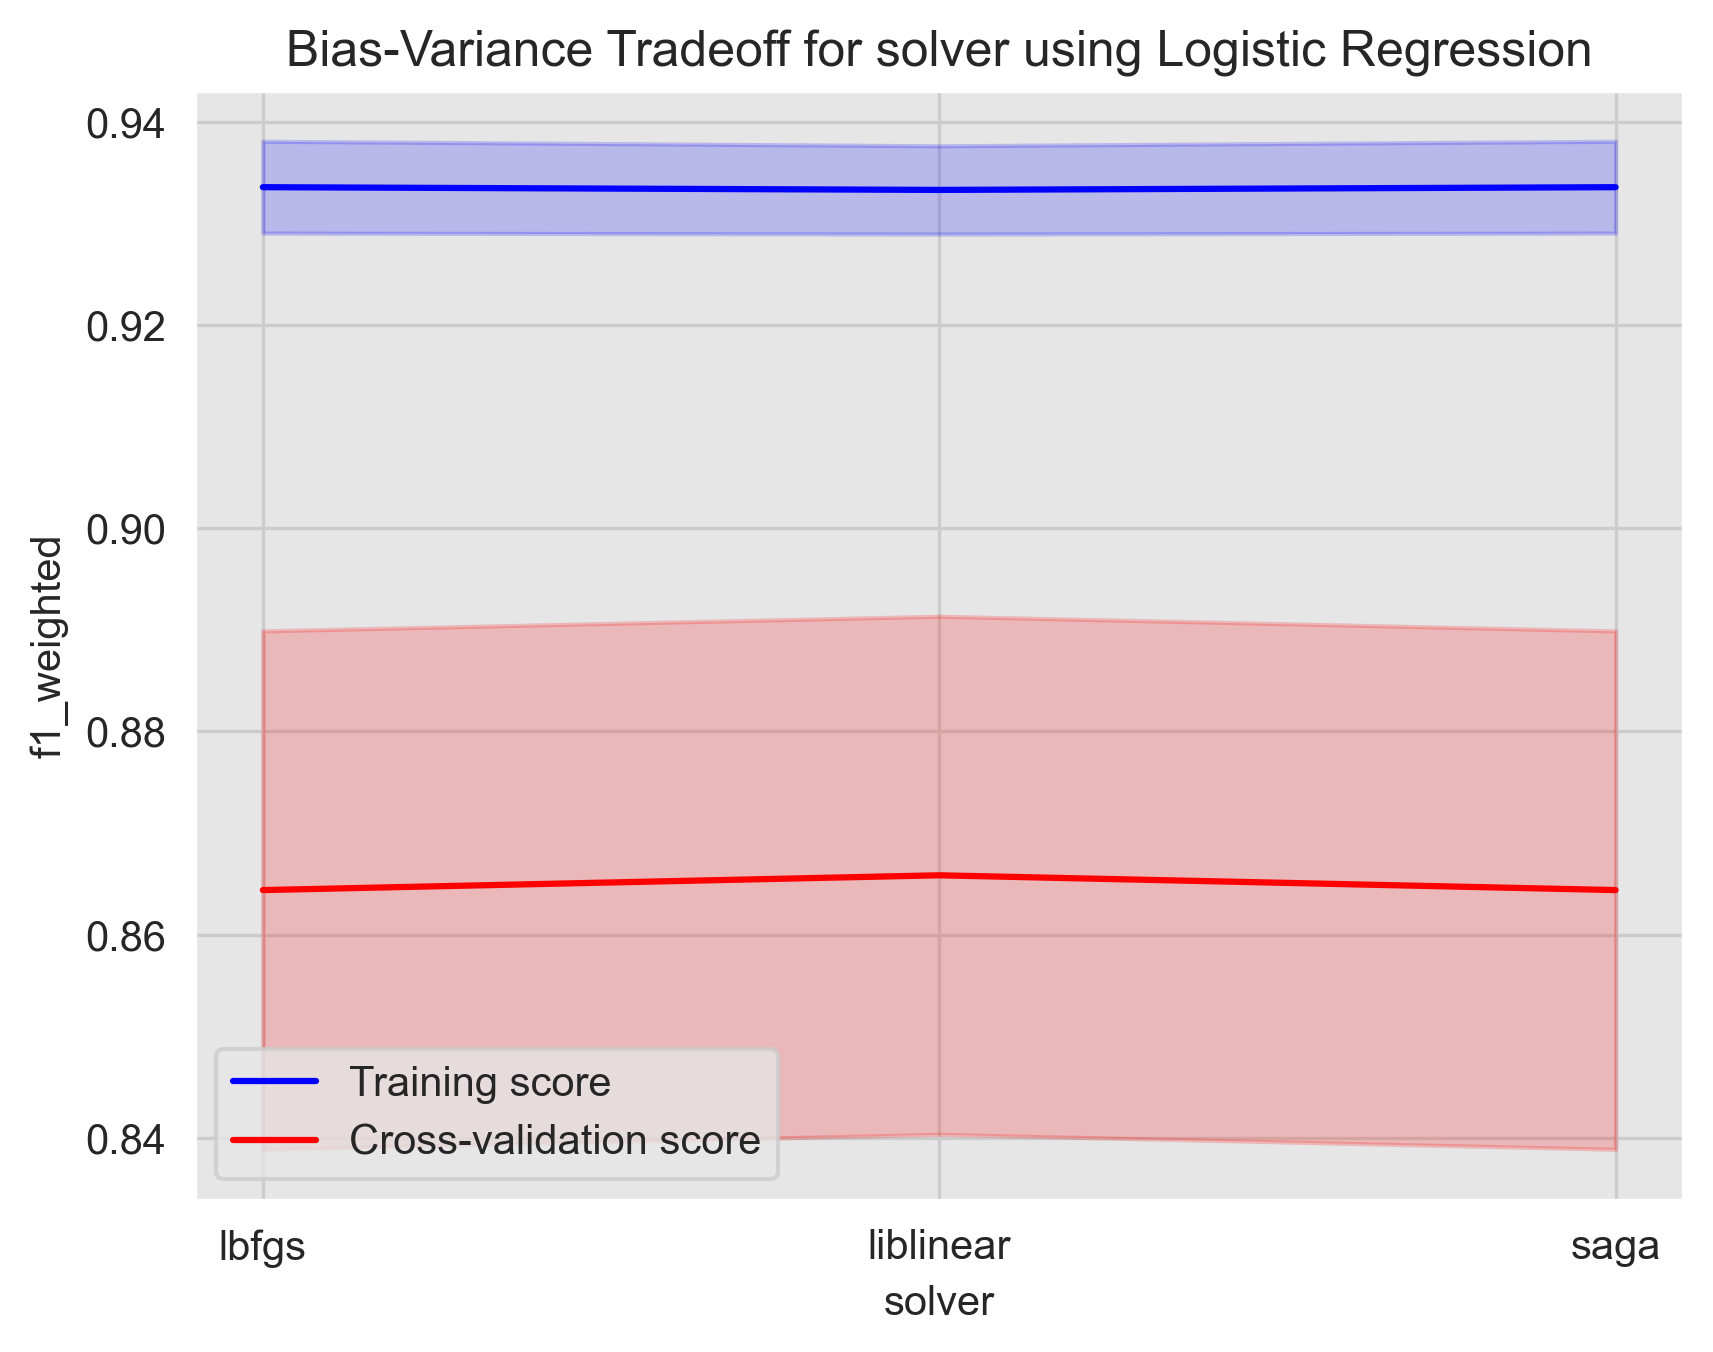 Bias-Variance Tradeoff for solver using Logistic Regression
0.94
0.92
0.90
0.88
0.86
0.84
f1_weighted
Training score
Cross-validation score
lbfgs
liblinear
saga
solver